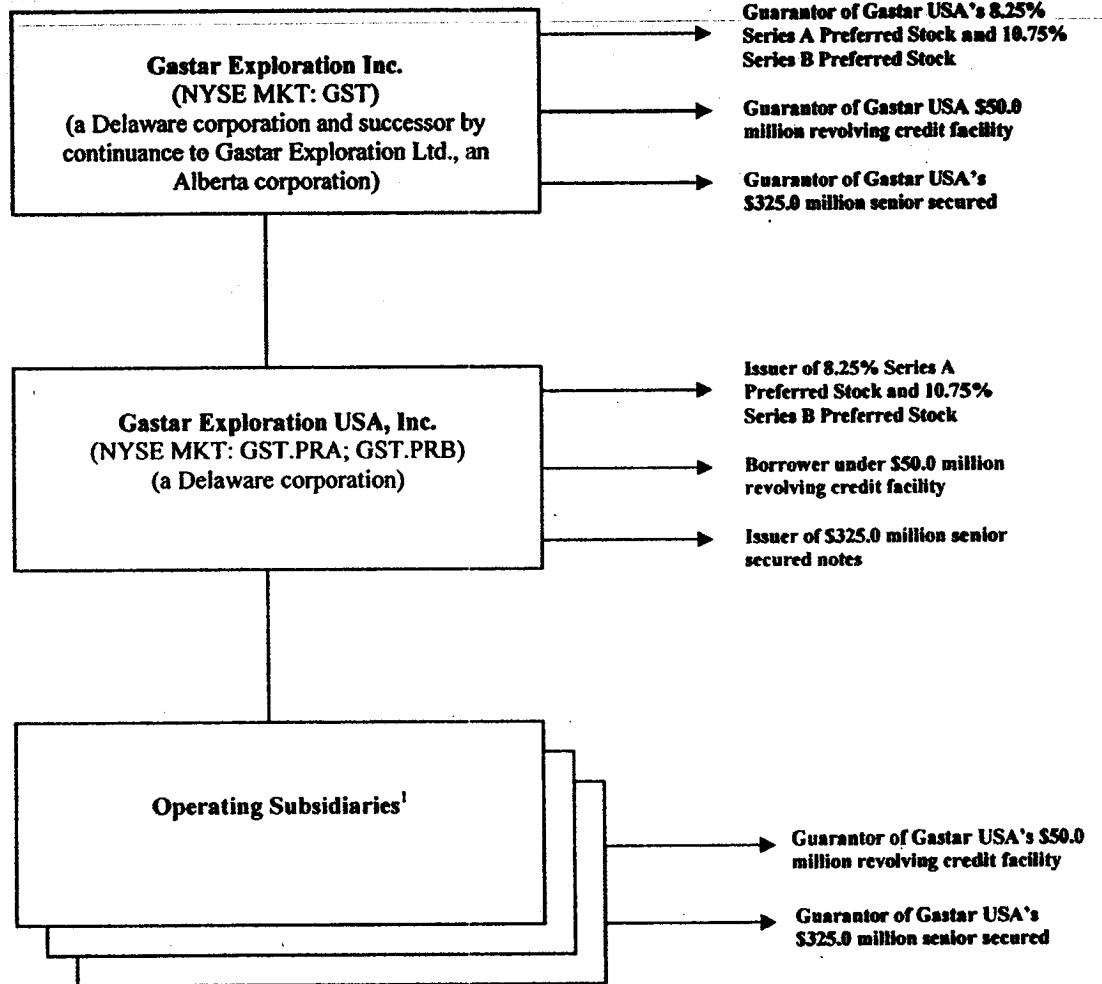 Gastar Exploration Inc.
(NYSE MKT: GST)
(a Delaware corporation and successor by
continuance to Gastar Exploration Ltd., an
Alberta corporation)
Guarantor of Gastar USA's 8.25%
Series A Preferred Stock and 10.75%
Series B Preferred Stock
Guarantor of Gastar USA $50.0
million revolving credit facility
Guarantor of Gastar USA's
$325.0 million senior secured
Gastar Exploration USA, Inc.
(NYSE MKT: GST.PRA; GST.PRB)
(a Delaware corporation)
Issuer of 8.25% Series A
Preferred Stock and 10.75%
Series B Preferred Stock
Borrower under $50.0 million
revolving credit facility
Issuer of $325.0 million senior
secured notes
Operating Subsidiaries¹
Guarantor of Gastar USA's $50.0
million revolving credit facility
Guarantor of Gastar USA's
$325.0 million senior secured